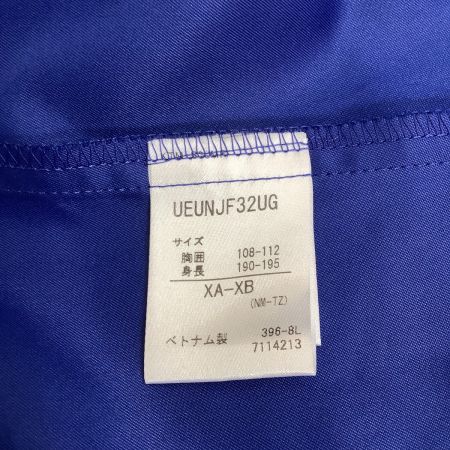 UEUNJF32UG
サイズ
胸囲 108-112
身長 190-195
XA-XB
(NM-TZ)
ベトナム製 396-8L
7114213